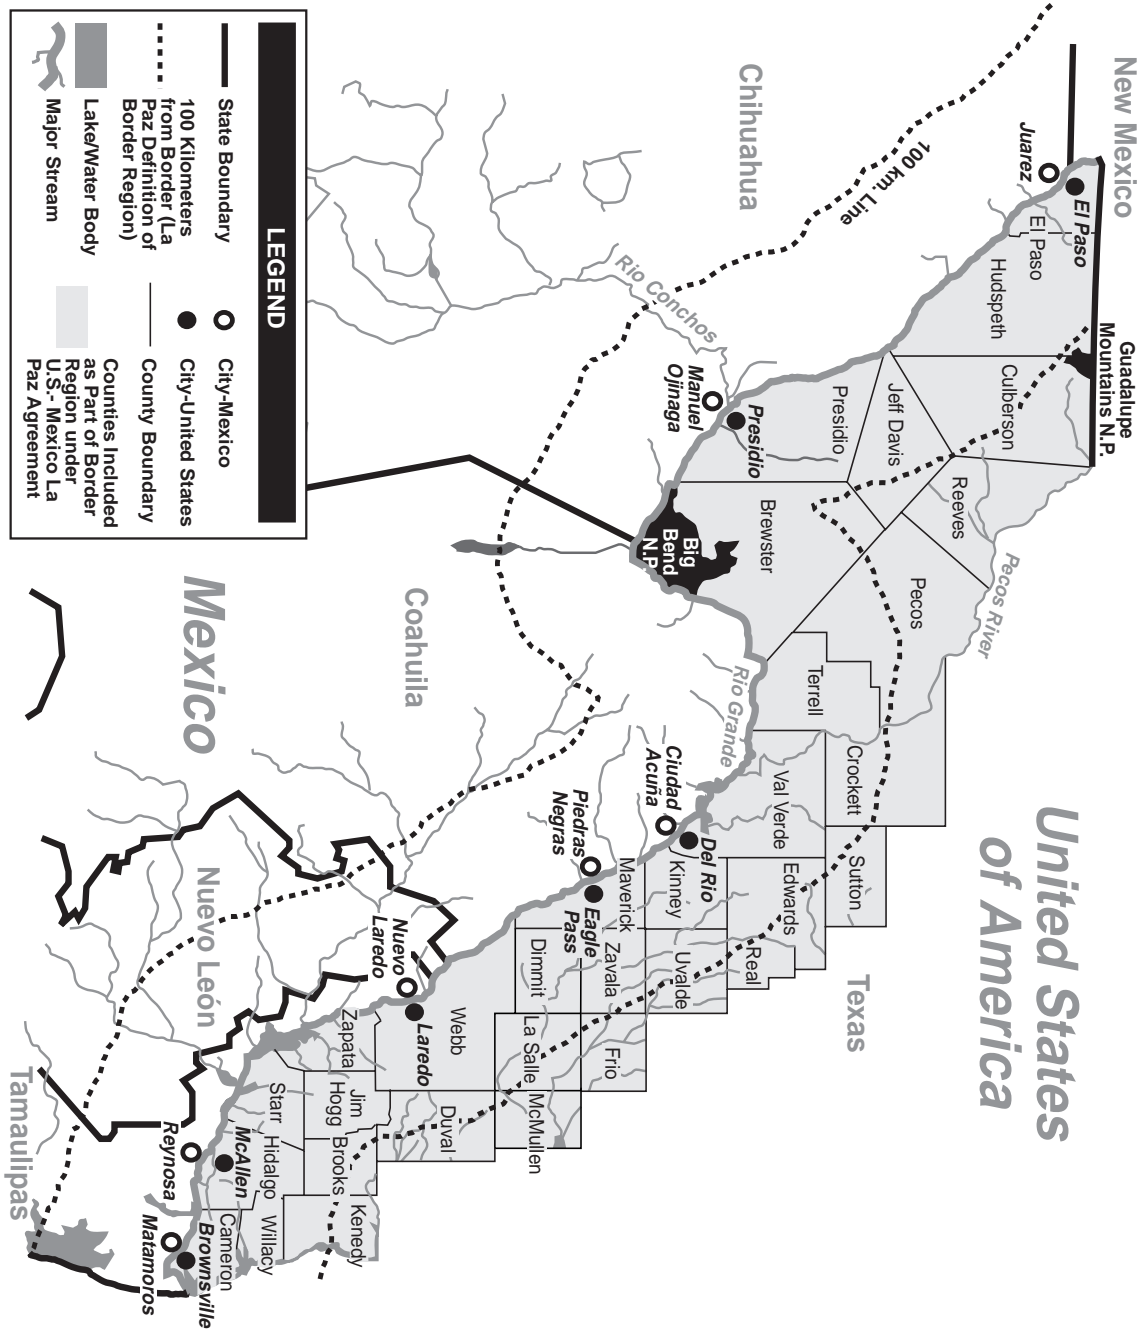 New Mexico
Guadalupe
Mountains N.P.
United States
of America
Texas
Juarez
El Paso
El Paso
Hudspeth
Culberson
Jeff Davis
Reeves
Pecos River
Presidio
Presidio
Manuel
Ojinaga
Brewster
Pecos
Terrell
Crockett
Val Verde
Sutton
Edwards
Real
Big
Bend
N.P.
Rio Grande
Ciudad
Acuña
Del Rio
Kinney
Uvalde
Piedras
Negras
Eagle
Pass
Maverick
Zavala
Frio
Dimmit
La Salle
McMullen
Nuevo
Laredo
Laredo
Webb
Duval
Zapata
Jim
Hogg
Brooks
Kenedy
Starr
Hidalgo
Willacy
Cameron
Reynosa
McAllen
Matamoros
Brownsville
Chihuahua
100 km. Line
Rio Conchos
Coahuila
Mexico
Nuevo León
Tamaulipas
LEGEND
State Boundary
100 Kilometers
from Border (La
Paz Definition of
Border Region)
Lake/Water Body
Major Stream
City-Mexico
City-United States
County Boundary
Counties Included
as Part of Border
Region under
U.S.- Mexico La
Paz Agreement